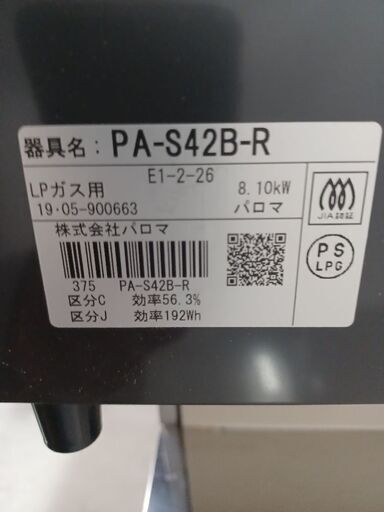 器具名: PA-S42B-R
E1-2-26
LPガス用 8.10kW
19・05-900663 パロマ
株式会社パロマ
375 PA-S42B-R
区分C 効率56.3%
区分J 効率192Wh
JIA認証
PS
LPG